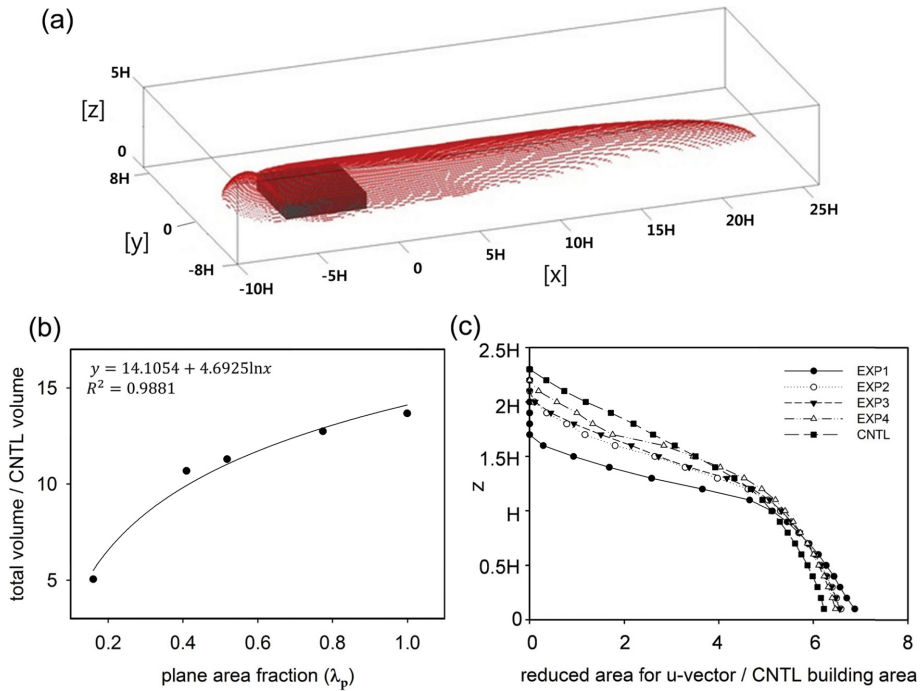 (a)
5H
[z]
0
8H
0
[y]
-8H
-10H
-5H
0
5H
10H
15H
20H
25H
[x]
(b)
y = 14.1054 + 4.6925lnx
R² = 0.9881
15
10
5
total volume / CNTL volume
0.2
0.4
0.6
0.8
1.0
plane area fraction (λp)
(c)
2.5H
2H
1.5H
H
0.5H
0
z
EXP1
EXP2
EXP3
EXP4
CNTL
0
2
4
6
8
reduced area for u-vector / CNTL building area